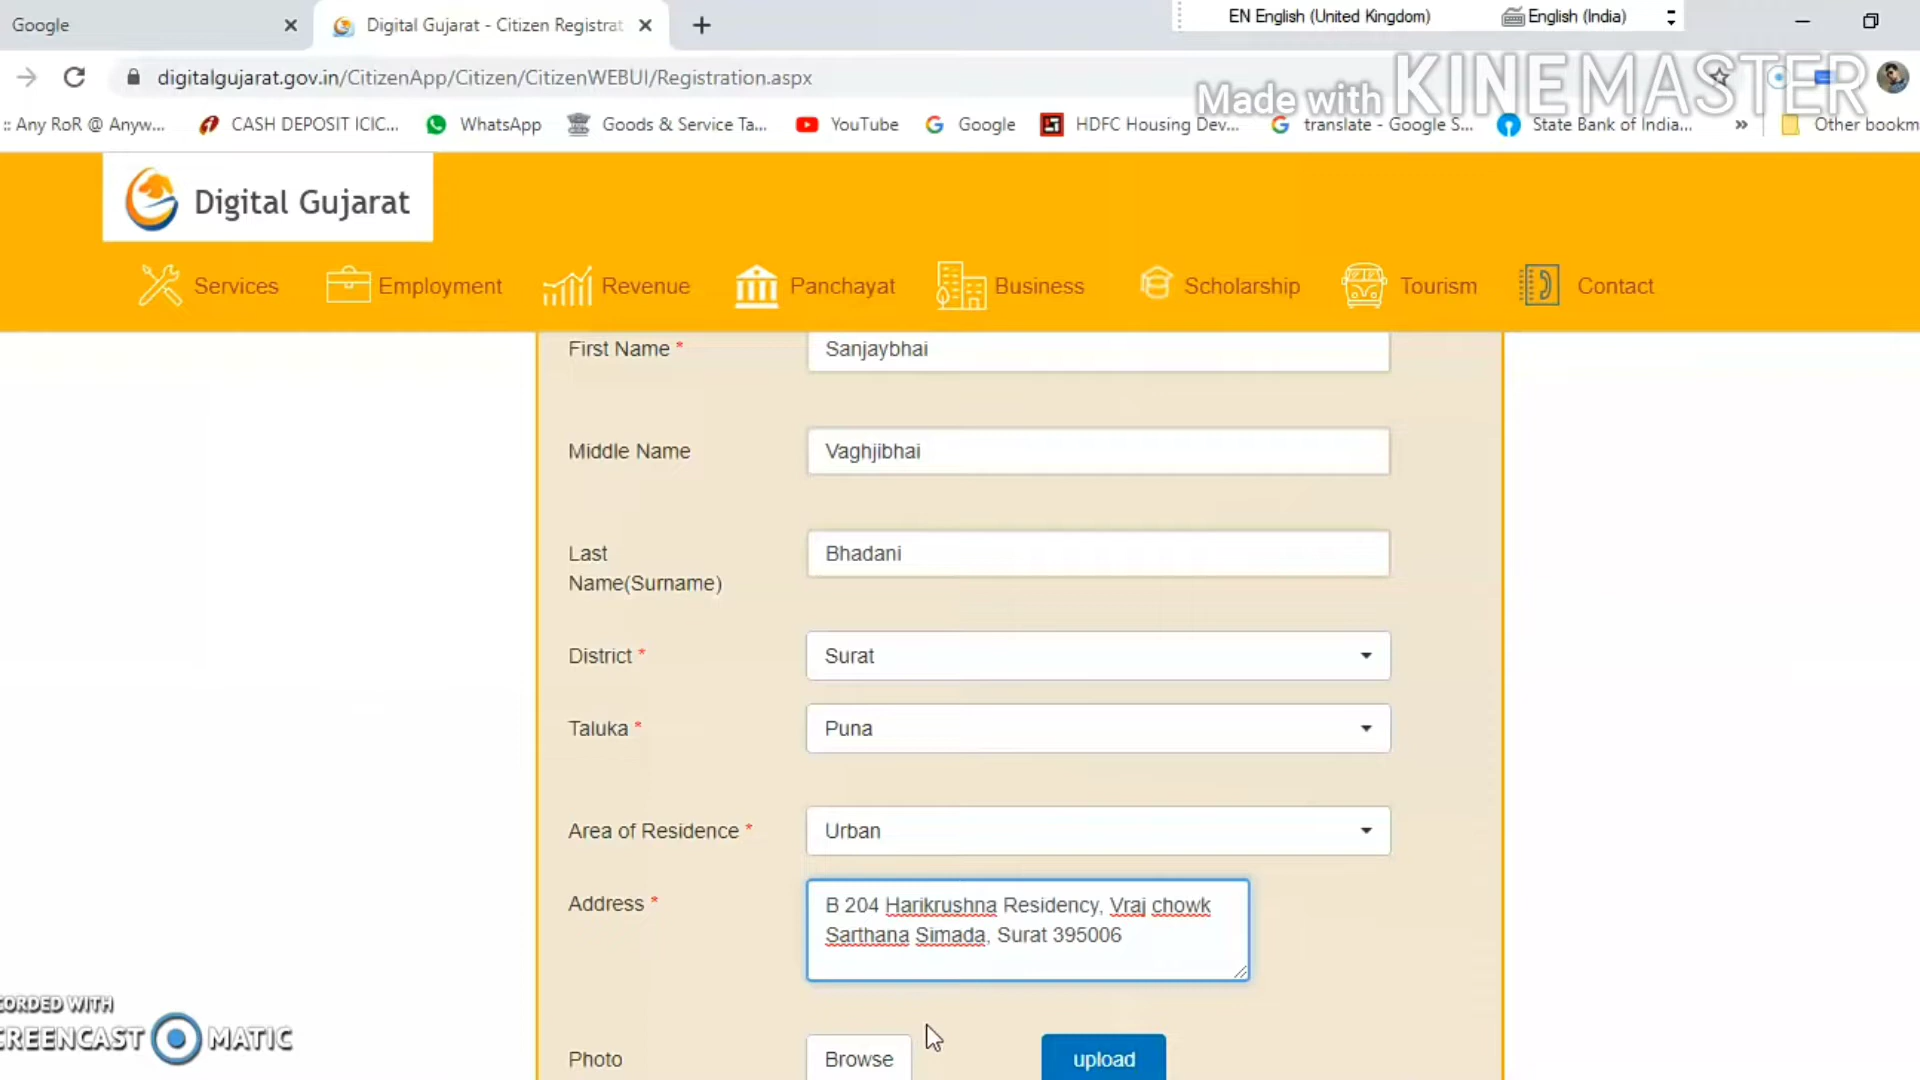 Google
Digital Gujarat - Citizen Registrat
EN English (United Kingdom)
English (India)
digitalgujarat.gov.in/CitizenApp/Citizen/CitizenWEBUI/Registration.aspx
Made with KINEMASTER
:: Any RoR @ Anyw...
CASH DEPOSIT ICIC...
WhatsApp
Goods & Service Ta...
YouTube
Google
HDFC Housing Dev...
translate - Google S...
State Bank of India...
»
Other bookm
Digital Gujarat
Services
Employment
Revenue
Panchayat
Business
Scholarship
Tourism
Contact
First Name *
Sanjaybhai
Middle Name
Vaghjibhai
Last
Name(Surname)
Bhadani
District *
Surat
Taluka *
Puna
Area of Residence *
Urban
Address *
B 204 Harikrushna Residency, Vraj chowk
Sarthana Simada, Surat 395006
Photo
Browse
upload
CORDED WITH
CREENCAST MATIC